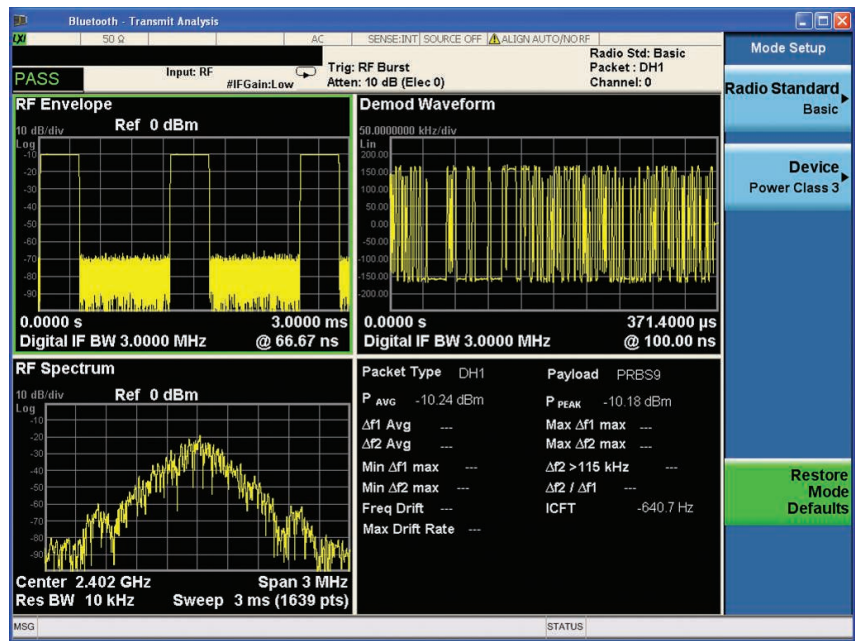 Bluetooth - Transmit Analysis
LXI 50 Ω AC SENSE:INT SOURCE OFF ALIGN AUTO/NO RF
PASS
Input: RF
#IFGain:Low
Trig: RF Burst
Atten: 10 dB (Elec 0)
Radio Std: Basic
Packet : DH1
Channel: 0
RF Envelope
10 dB/div Ref 0 dBm
Log
-10
-20
-30
-40
-50
-60
-70
-80
-90
0.0000 s 3.0000 ms
Digital IF BW 3.0000 MHz @ 66.67 ns
Demod Waveform
50.0000000 kHz/div
Lin
200.00
150.00
100.00
50.00
0.00
-50.00
-100.00
-150.00
-200.00
0.0000 s 371.4000 µs
Digital IF BW 3.0000 MHz @ 100.00 ns
RF Spectrum
10 dB/div Ref 0 dBm
Log
-10
-20
-30
-40
-50
-60
-70
-80
-90
Center 2.402 GHz Span 3 MHz
Res BW 10 kHz Sweep 3 ms (1639 pts)
Packet Type DH1 Payload PRBS9
P AVG -10.24 dBm P PEAK -10.18 dBm
Δf1 Avg --- Max Δf1 max ---
Δf2 Avg --- Max Δf2 max ---
Min Δf1 max --- Δf2 >115 kHz ---
Min Δf2 max --- Δf2 / Δf1 ---
Freq Drift --- ICFT -640.7 Hz
Max Drift Rate ---
Mode Setup
Radio Standard
Basic
Device
Power Class 3
Restore
Mode
Defaults
MSG STATUS